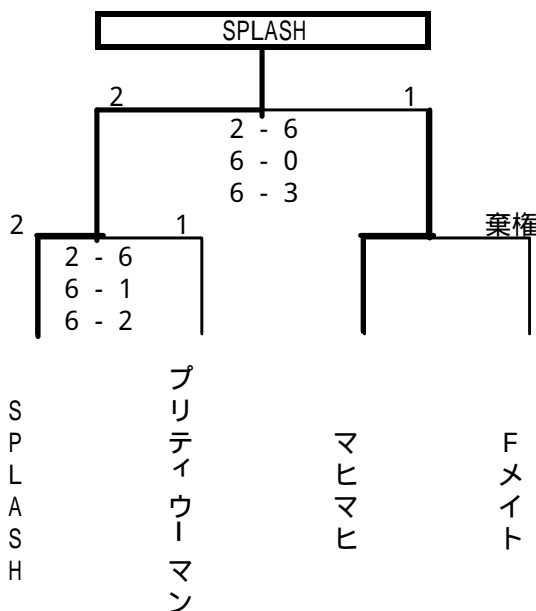 SPLASH
2 1
2 - 6
6 - 0
6 - 3
2 1 棄権
2 - 6
6 - 1
6 - 2
SPLASH
プリティウーマン
マヒマヒ
Fメイト